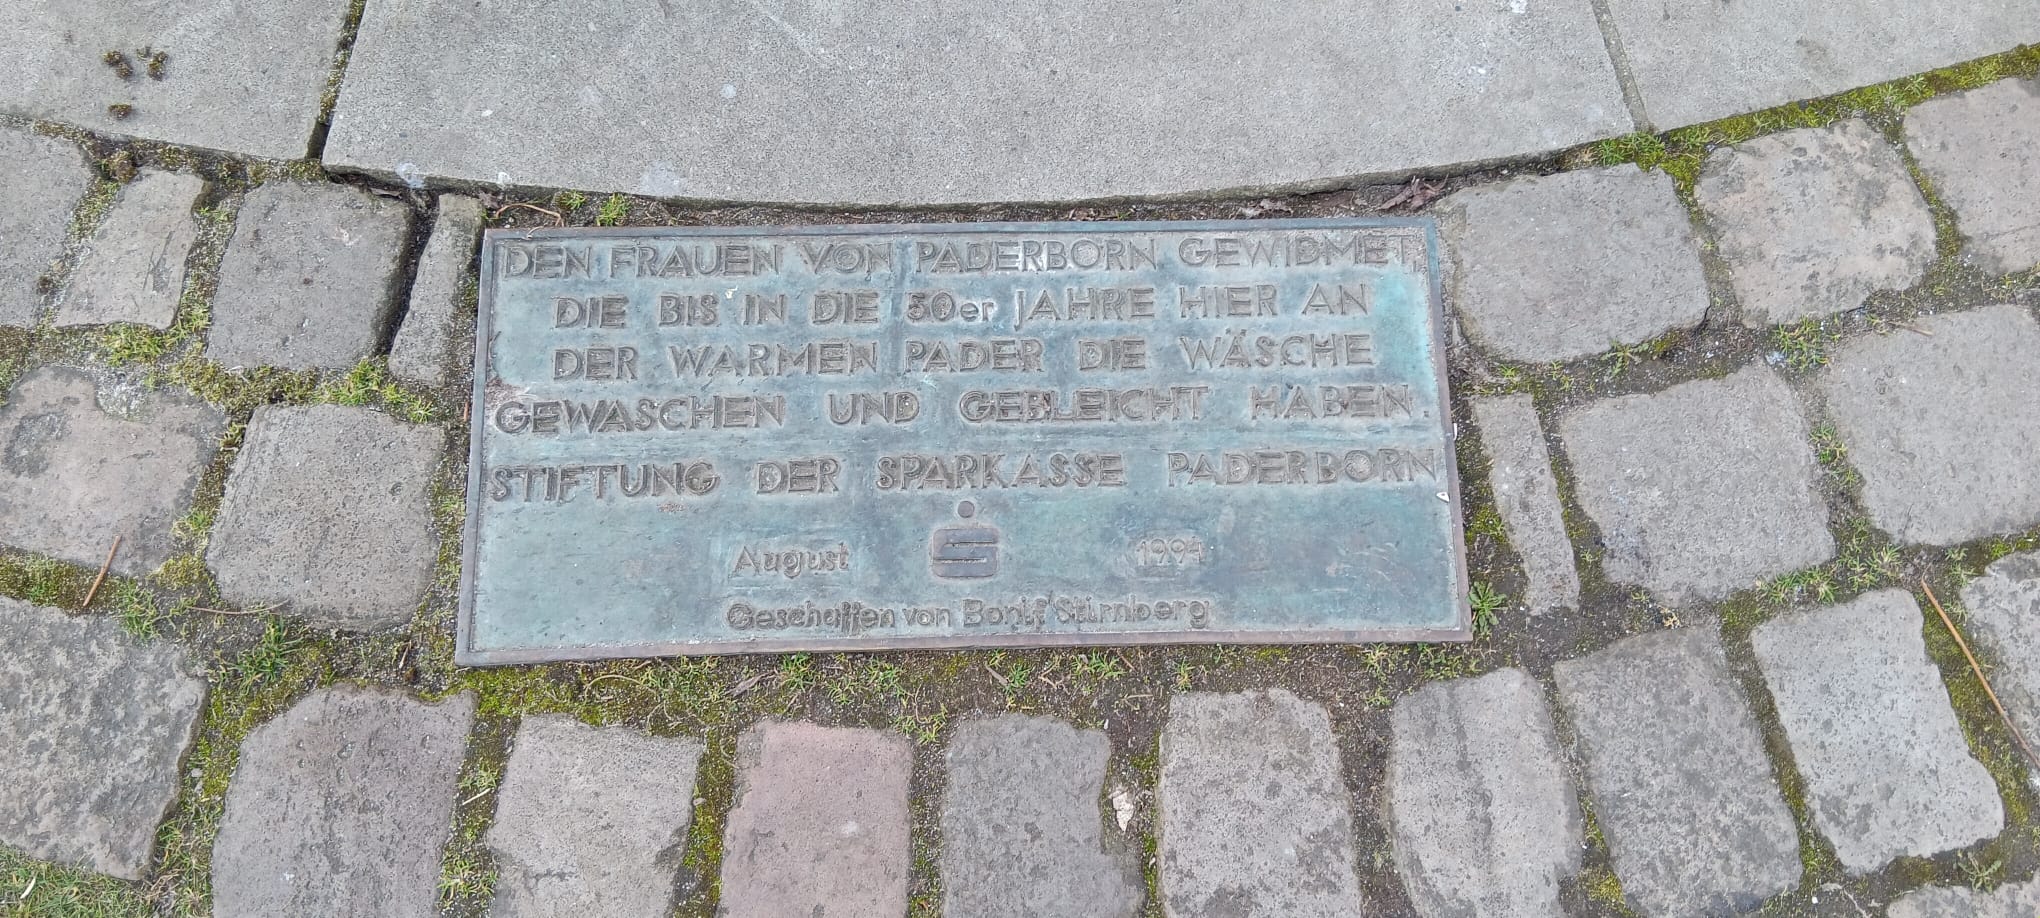 DEN FRAUEN VON PADERBORN GEWIDMET
DIE BIS IN DIE 50er JAHRE HIER AN
DER WARMEN PADER DIE WÄSCHE
GEWASCHEN UND GEBLEICHT HABEN.
STIFTUNG DER SPARKASSE PADERBORN
August 1994
Geschaffen von Bonif Stirnberg